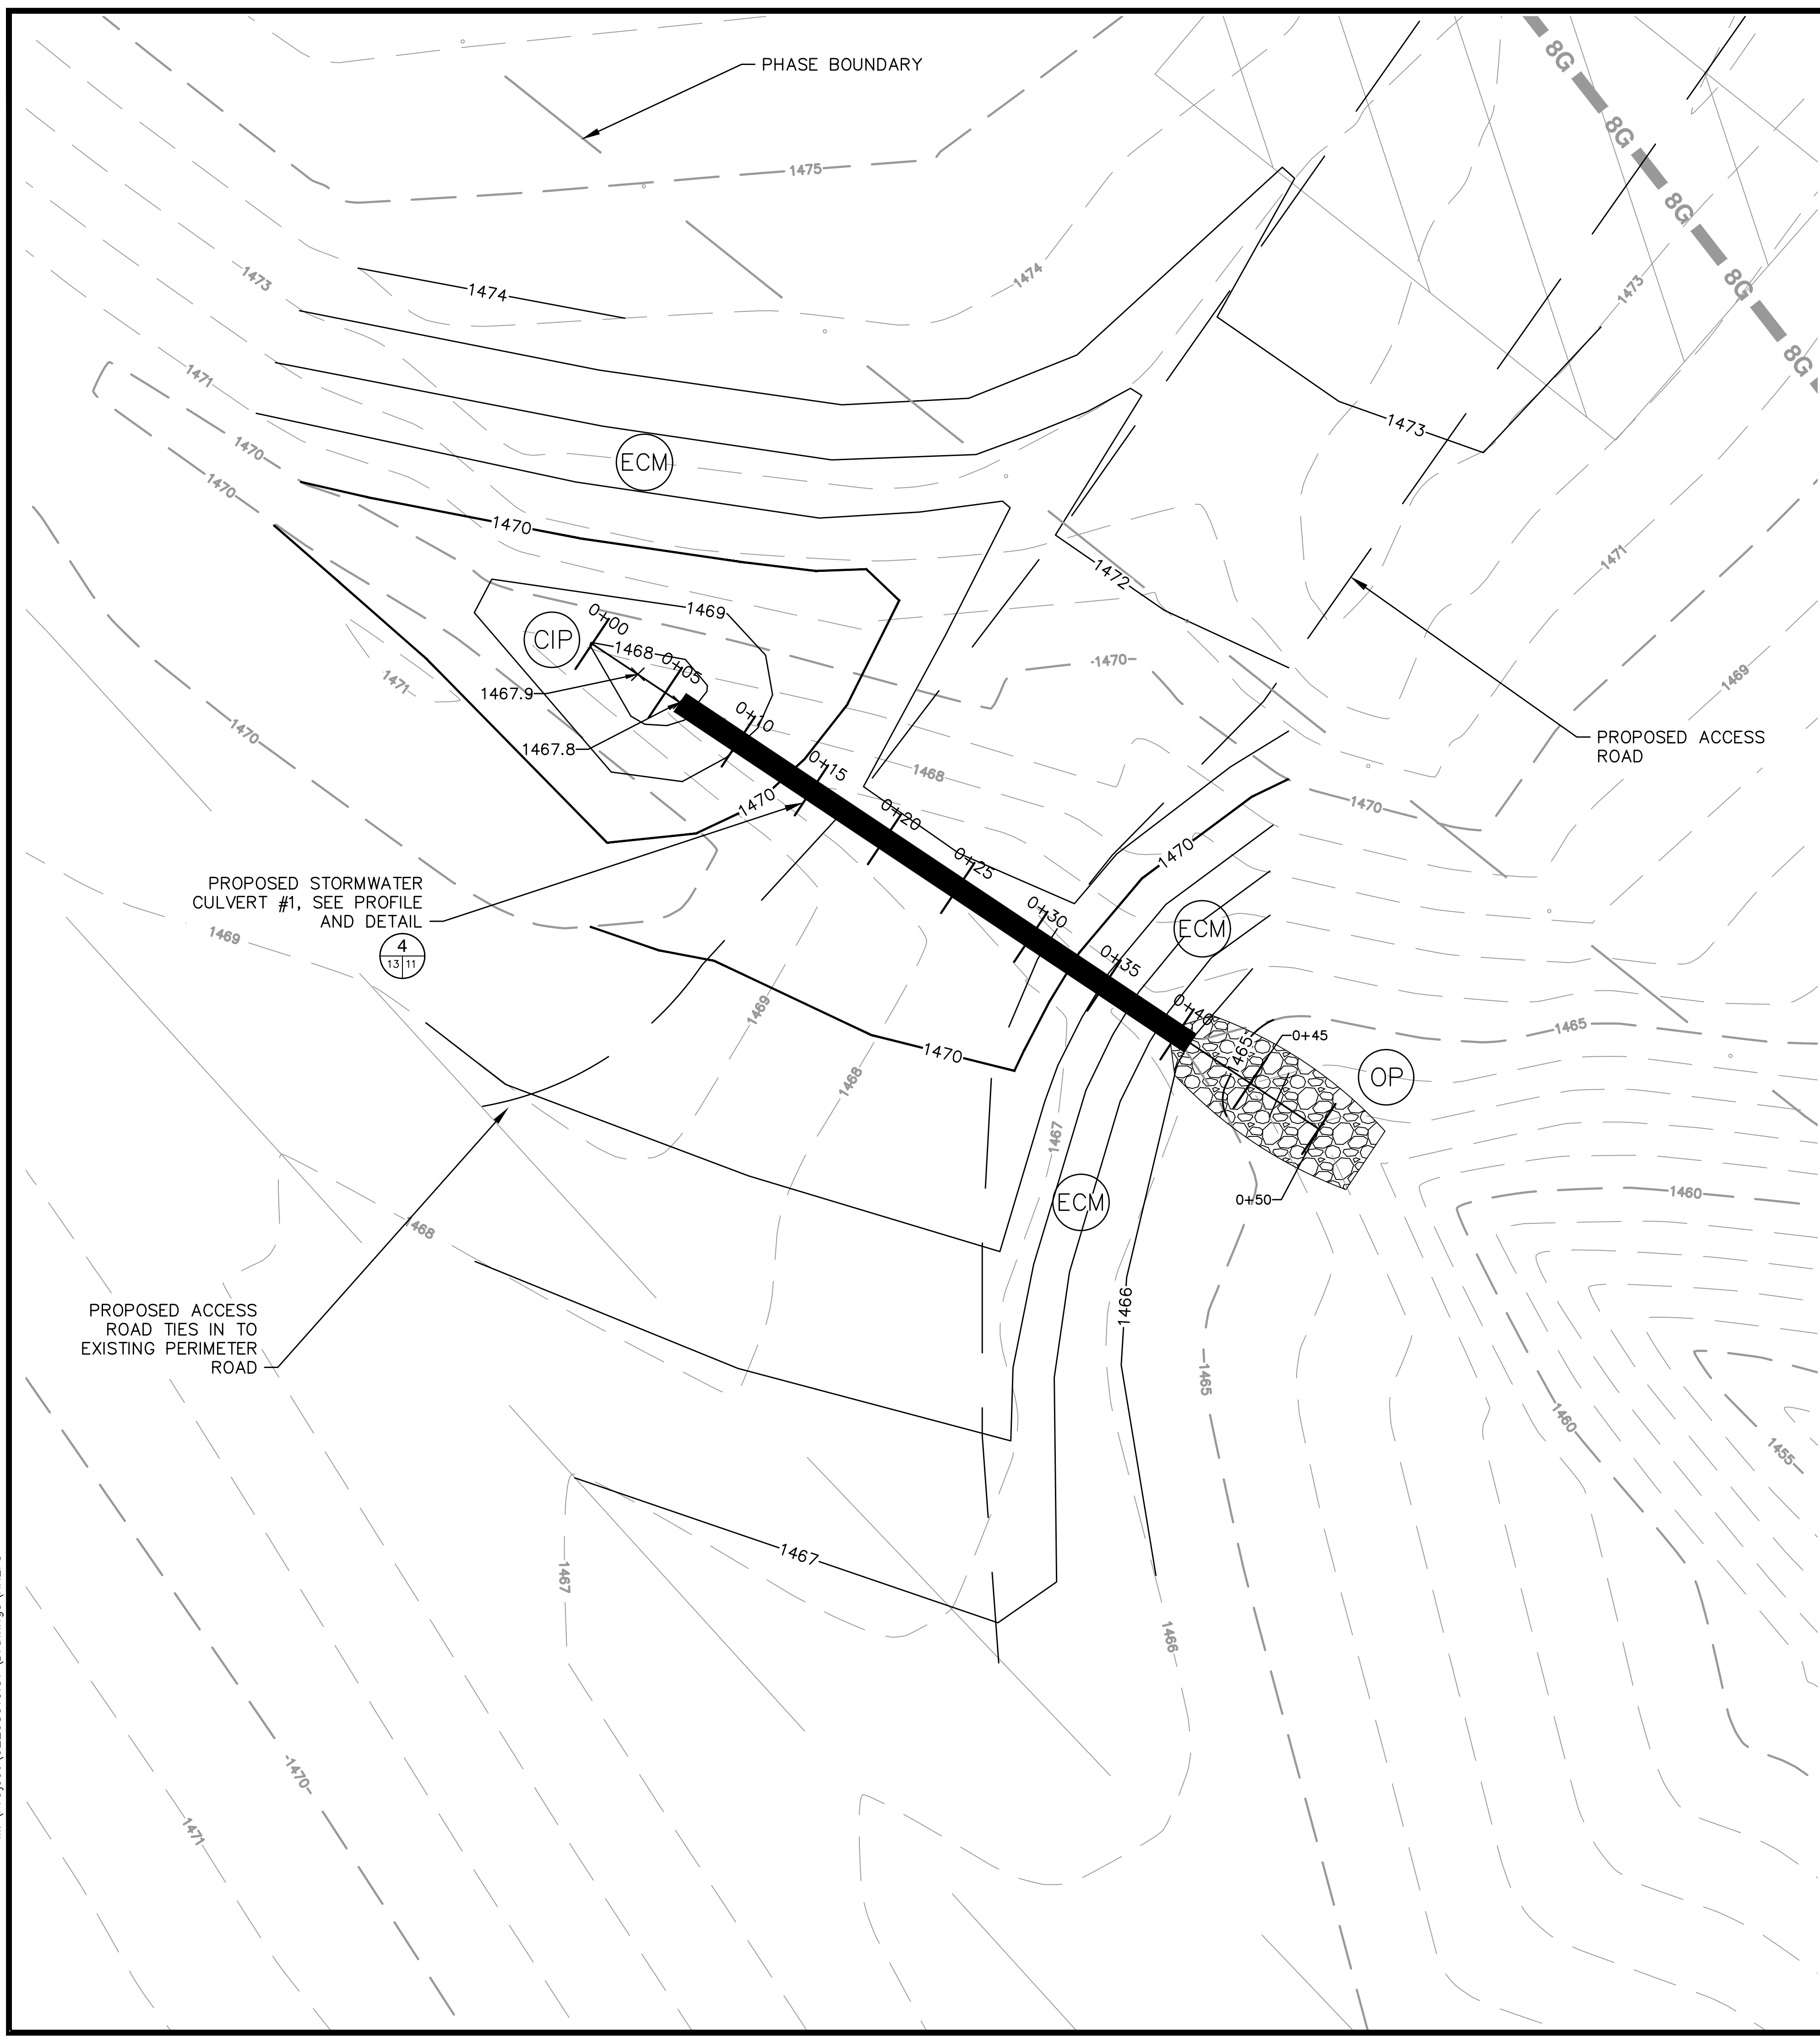 8G
8G
8G
8G
8G
PHASE BOUNDARY
1475
1474
1473
1473
1474
1471
1473
ECM
1470
1470
1470
1472
1471
1469
CIP
0+00
1468
0+05
1467.9
1471
1470
1469
0+10
1467.8
0+15
1468
1470
0+20
1470
PROPOSED ACCESS
ROAD
1470
0+25
PROPOSED STORMWATER
CULVERT #1, SEE PROFILE
AND DETAIL
4
13
11
1469
0+30
ECM
0+35
1469
0+40
1465
0+45
1465
1470
1468
OP
1467
ECM
0+50
1460
1468
PROPOSED ACCESS
ROAD TIES IN TO
EXISTING PERIMETER
ROAD
1466
1465
1460
1455
1467
1467
1466
1470
1471
1470